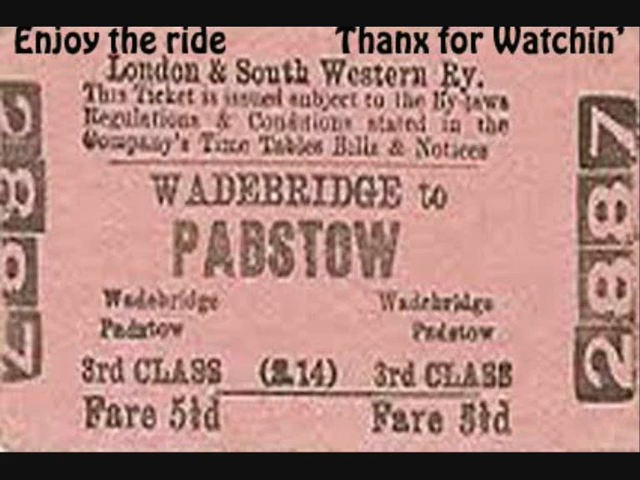 Enjoy the ride Thanx for Watchin'
London & South Western Ry.
This Ticket is issued subject to the By-laws
Regulations & Conditions stated in the
Company's Time Tables Bills & Notices
WADEBRIDGE to
PADSTOW
Wadebridge Wadebridge
Padstow Padstow
3rd CLASS (S.14) 3rd CLASS
Fare 5½d Fare 5½d
2887